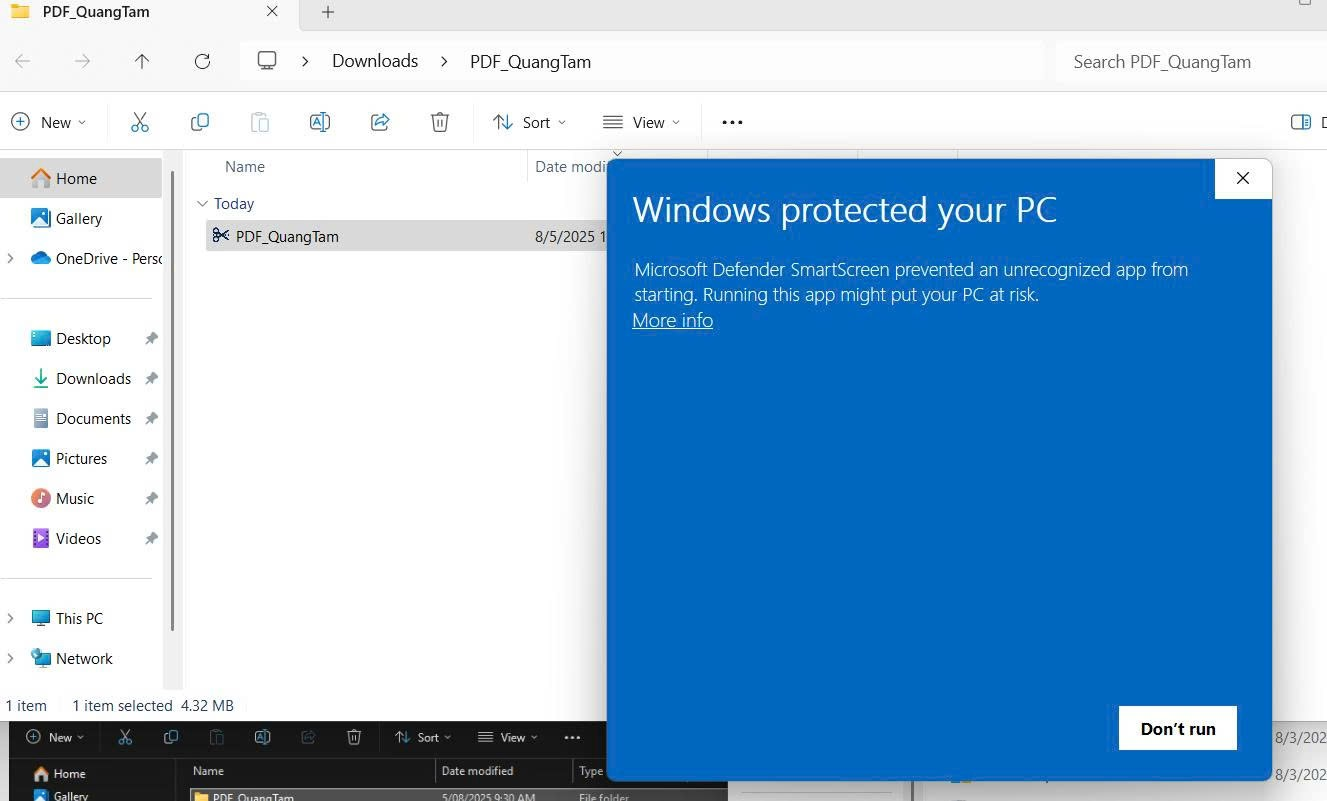 PDF_QuangTam
Downloads
PDF_QuangTam
Search PDF_QuangTam
New
Sort
View
Name
Date modi
Home
Gallery
OneDrive - Perso
Today
PDF_QuangTam
8/5/2025 1
Desktop
Downloads
Documents
Pictures
Music
Videos
This PC
Network
1 item
1 item selected 4.32 MB
Windows protected your PC
Microsoft Defender SmartScreen prevented an unrecognized app from
starting. Running this app might put your PC at risk.
More info
Don't run
New
Sort
View
Home
Gallery
Name
Date modified
Type
PDF_QuangTam
5/08/2025 9:30 AM
File folder
8/3/202
8/3/202